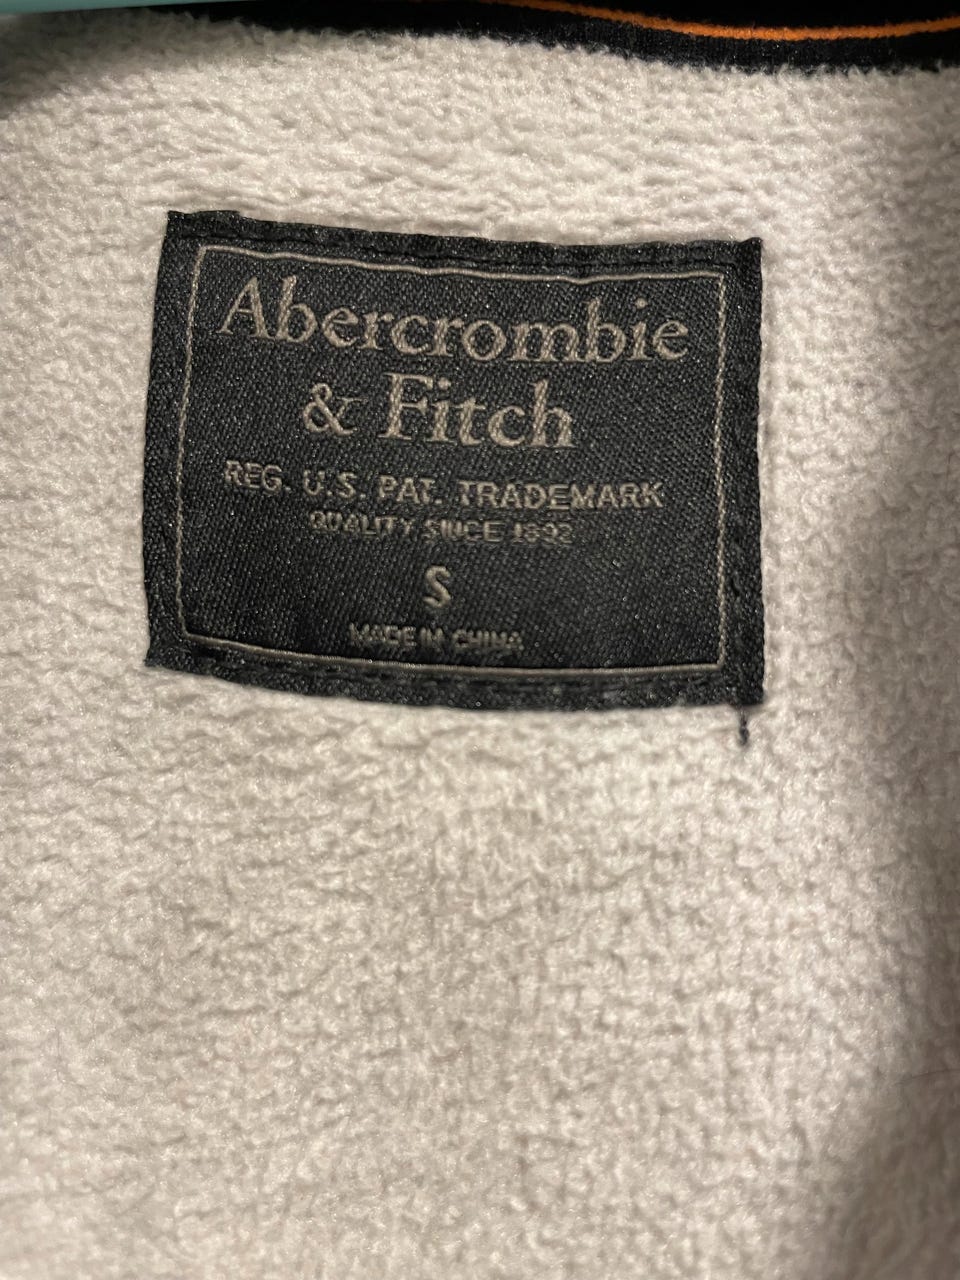 Abercrombie
& Fitch
REG. U.S. PAT. TRADEMARK
QUALITY SINCE 1892
S
MADE IN CHINA